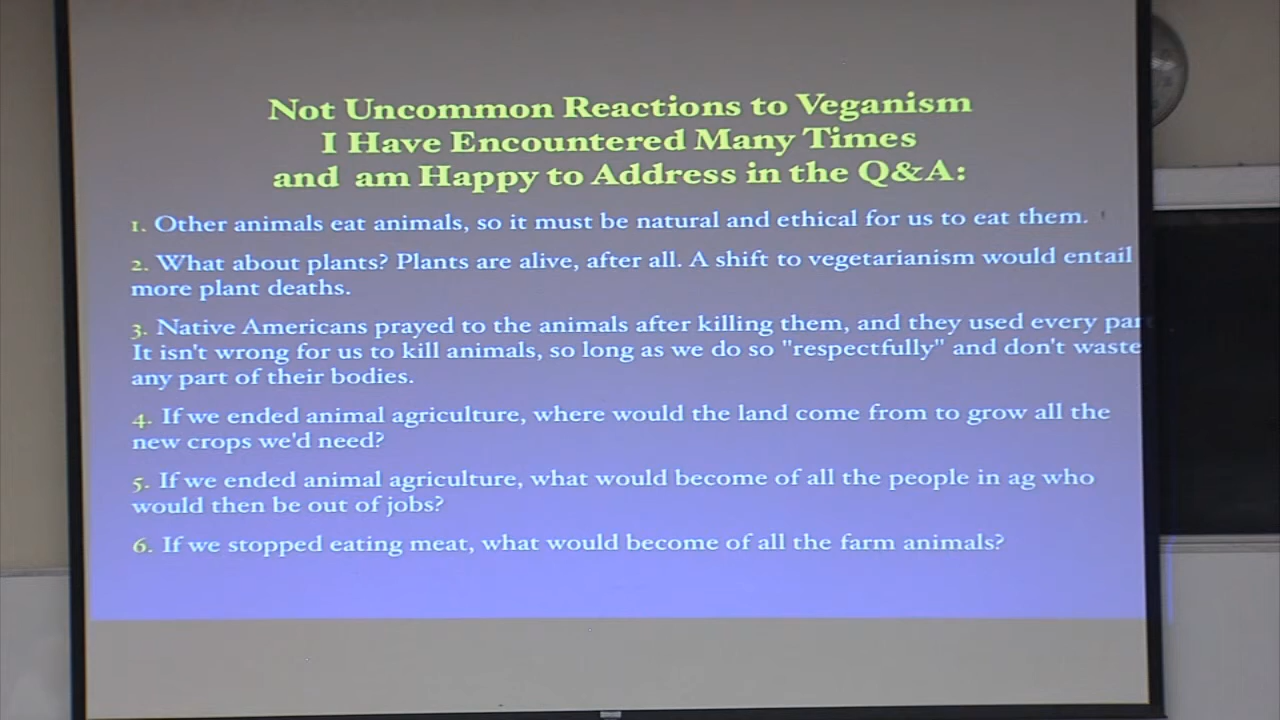 Not Uncommon Reactions to Veganism
I Have Encountered Many Times
and am Happy to Address in the Q&A:
1. Other animals eat animals, so it must be natural and ethical for us to eat them.
2. What about plants? Plants are alive, after all. A shift to vegetarianism would entail
more plant deaths.
3. Native Americans prayed to the animals after killing them, and they used every par
It isn't wrong for us to kill animals, so long as we do so "respectfully" and don't waste
any part of their bodies.
4. If we ended animal agriculture, where would the land come from to grow all the
new crops we'd need?
5. If we ended animal agriculture, what would become of all the people in ag who
would then be out of jobs?
6. If we stopped eating meat, what would become of all the farm animals?